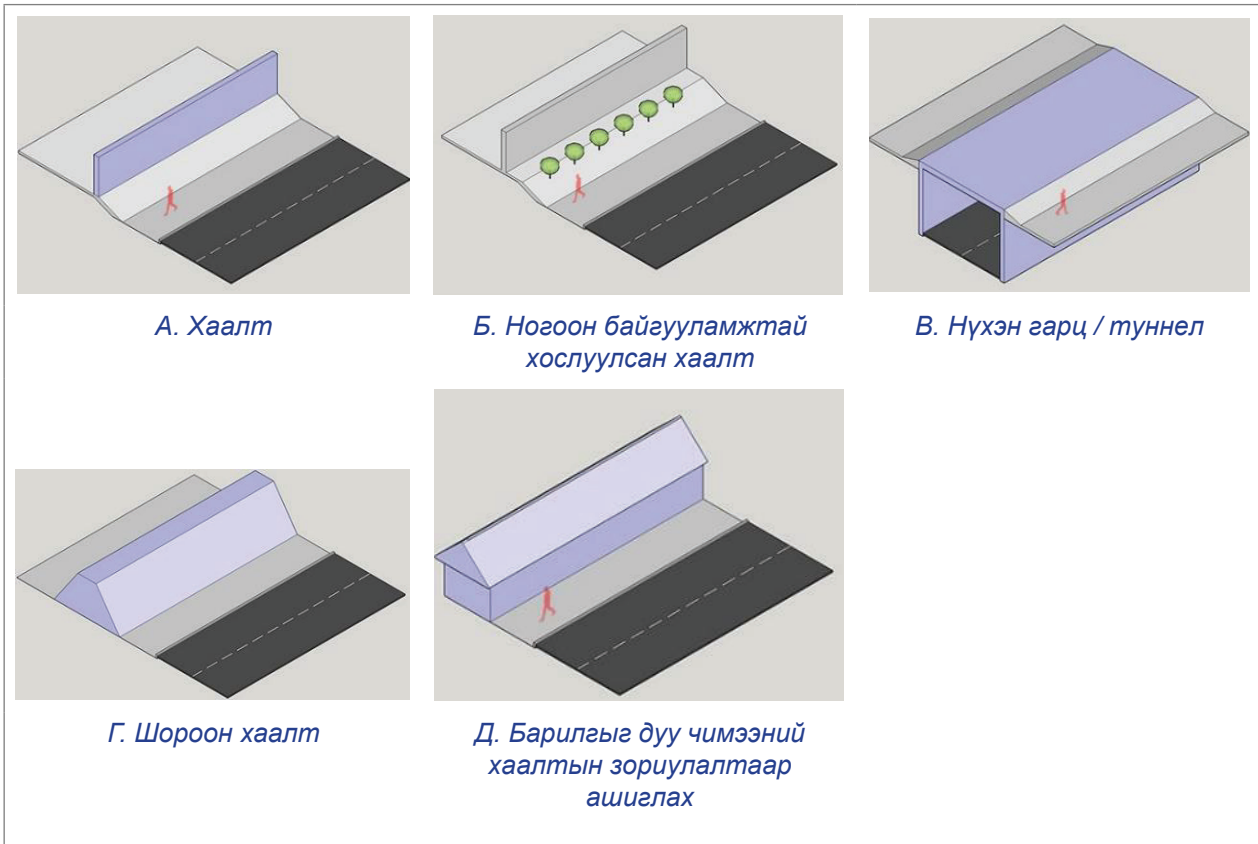 А. Хаалт
Б. Ногоон байгууламжтай
хослуулсан хаалт
В. Нүхэн гарц / туннел
Г. Шороон хаалт
Д. Барилгыг дуу чимээний
хаалтын зориулалтаар
ашиглах